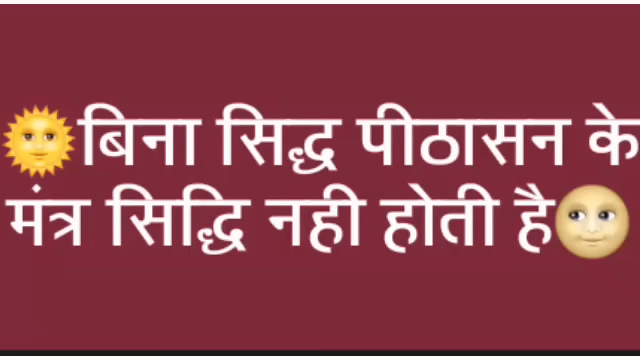 🌞बिना सिद्ध पीठासन के
मंत्र सिद्धि नही होती है🌝